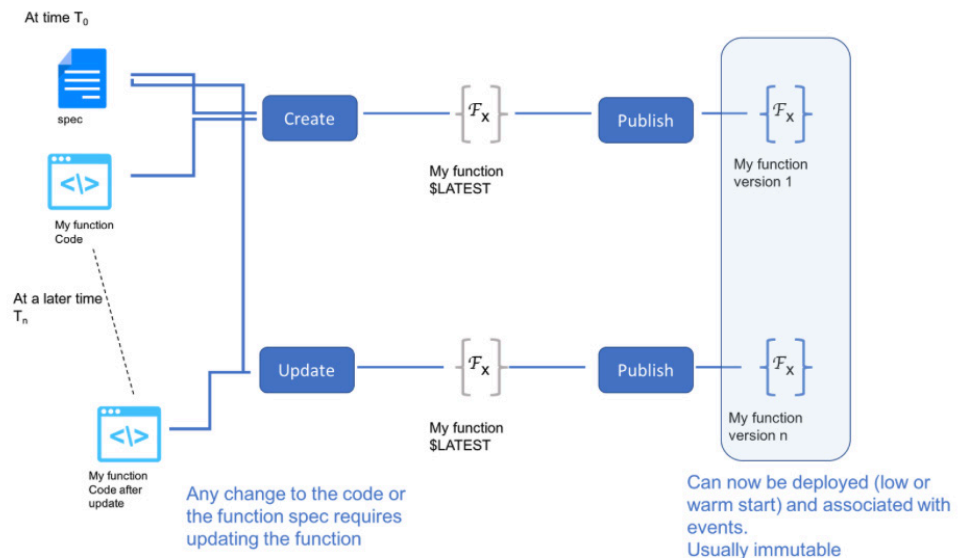 At time T₀
spec
</>
My function
Code
Create
ℱx
My function
$LATEST
Publish
ℱx
My function
version 1
At a later time
Tₙ
</>
My function
Code after
update
Update
ℱx
My function
$LATEST
Publish
ℱx
My function
version n
Any change to the code or
the function spec requires
updating the function
Can now be deployed (low or
warm start) and associated with
events.
Usually immutable